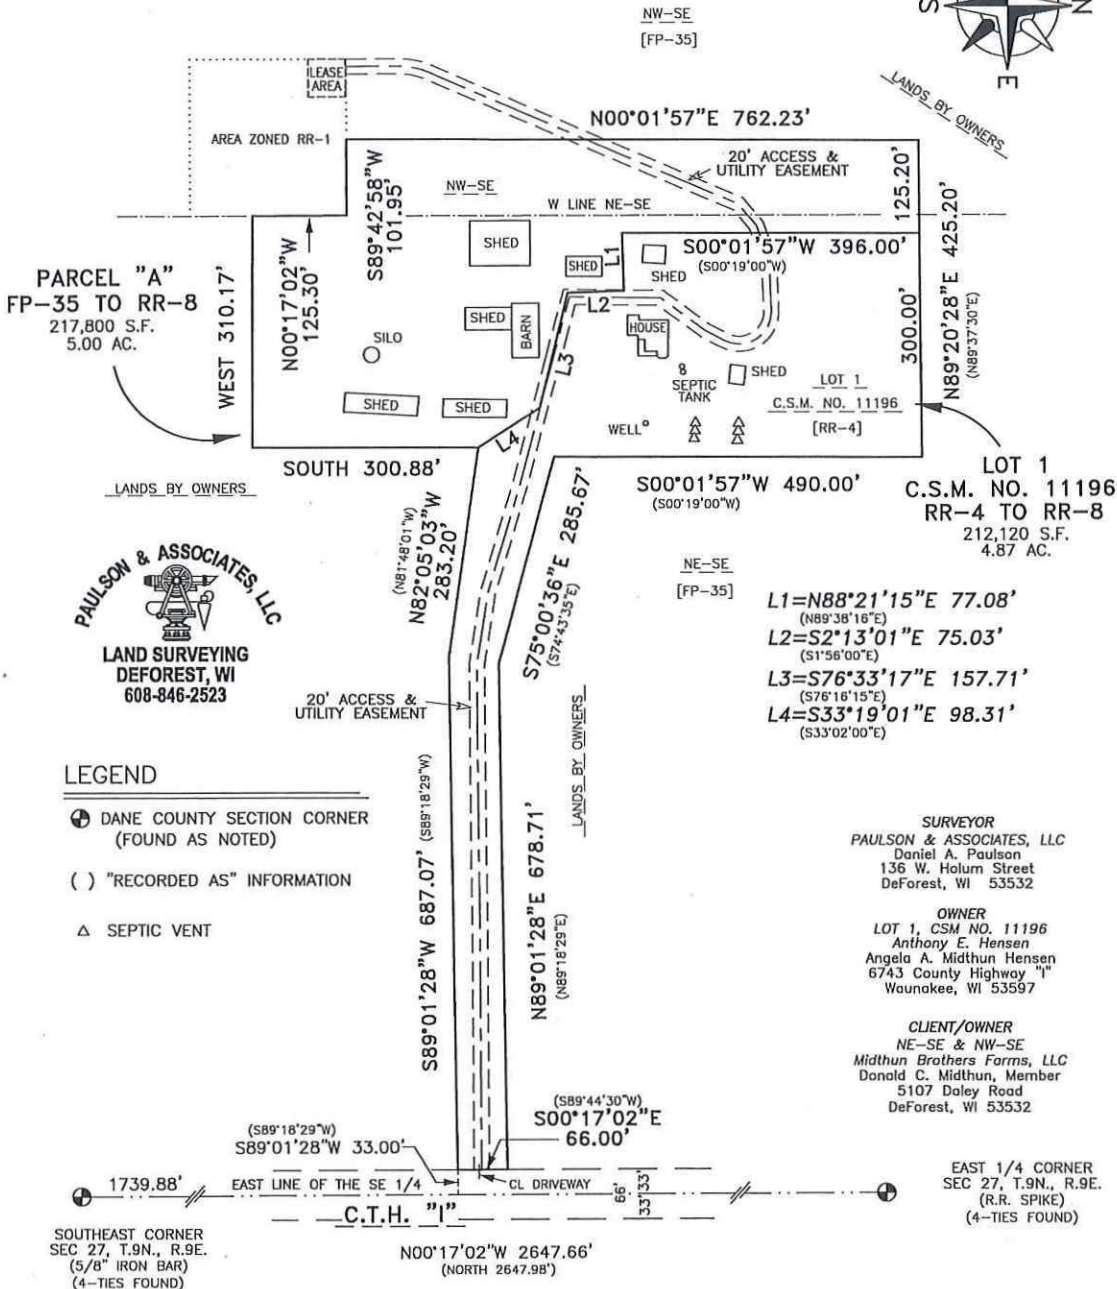 S
N
E
NW-SE
[FP-35]
LANDS BY OWNERS
LEASE
AREA
AREA ZONED RR-1
N00°01'57"E 762.23'
20' ACCESS &
UTILITY EASEMENT
125.20'
NW-SE
W LINE NE-SE
S89°42'58"W
101.95'
N00°17'02"W
125.30'
SHED
SHED
L1
SHED
S00°01'57"W 396.00'
(S00°19'00"W)
N89°20'28"E 425.20'
(N89°37'30"E)
PARCEL "A"
FP-35 TO RR-8
217,800 S.F.
5.00 AC.
WEST 310.17'
SILO
SHED
BARN
L2
HOUSE
L3
300.00'
8
SEPTIC
TANK
SHED
LOT 1
C.S.M. NO. 11196
[RR-4]
SHED
SHED
L4
WELL
SOUTH 300.88'
LANDS BY OWNERS
S00°01'57"W 490.00'
(S00°19'00"W)
LOT 1
C.S.M. NO. 11196
RR-4 TO RR-8
212,120 S.F.
4.87 AC.
(N81°48'01"W)
N82°05'03"W
283.20'
S75°00'36"E 285.67'
(S74°43'35"E)
NE-SE
[FP-35]
L1=N88°21'15"E 77.08'
(N89°38'16"E)
L2=S2°13'01"E 75.03'
(S1°56'00"E)
L3=S76°33'17"E 157.71'
(S76°16'15"E)
L4=S33°19'01"E 98.31'
(S33°02'00"E)
PAULSON & ASSOCIATES, LLC
LAND SURVEYING
DEFOREST, WI
608-846-2523
20' ACCESS &
UTILITY EASEMENT
LANDS BY OWNERS
LEGEND
DANE COUNTY SECTION CORNER
(FOUND AS NOTED)
( ) "RECORDED AS" INFORMATION
△ SEPTIC VENT
S89°01'28"W 687.07' (S89°18'29"W)
N89°01'28"E 678.71'
(N89°18'29"E)
SURVEYOR
PAULSON & ASSOCIATES, LLC
Daniel A. Paulson
136 W. Holum Street
DeForest, WI 53532
OWNER
LOT 1, CSM NO. 11196
Anthony E. Hensen
Angela A. Midthun Hensen
6743 County Highway "I"
Waunakee, WI 53597
CLIENT/OWNER
NE-SE & NW-SE
Midthun Brothers Farms, LLC
Donald C. Midthun, Member
5107 Daley Road
DeForest, WI 53532
(S89°18'29"W)
S89°01'28"W 33.00'
(S89°44'30"W)
S00°17'02"E
66.00'
1739.88'
EAST LINE OF THE SE 1/4
CL DRIVEWAY
66'
33'33'
C.T.H. "I"
SOUTHEAST CORNER
SEC 27, T.9N., R.9E.
(5/8" IRON BAR)
(4-TIES FOUND)
N00°17'02"W 2647.66'
(NORTH 2647.98')
EAST 1/4 CORNER
SEC 27, T.9N., R.9E.
(R.R. SPIKE)
(4-TIES FOUND)